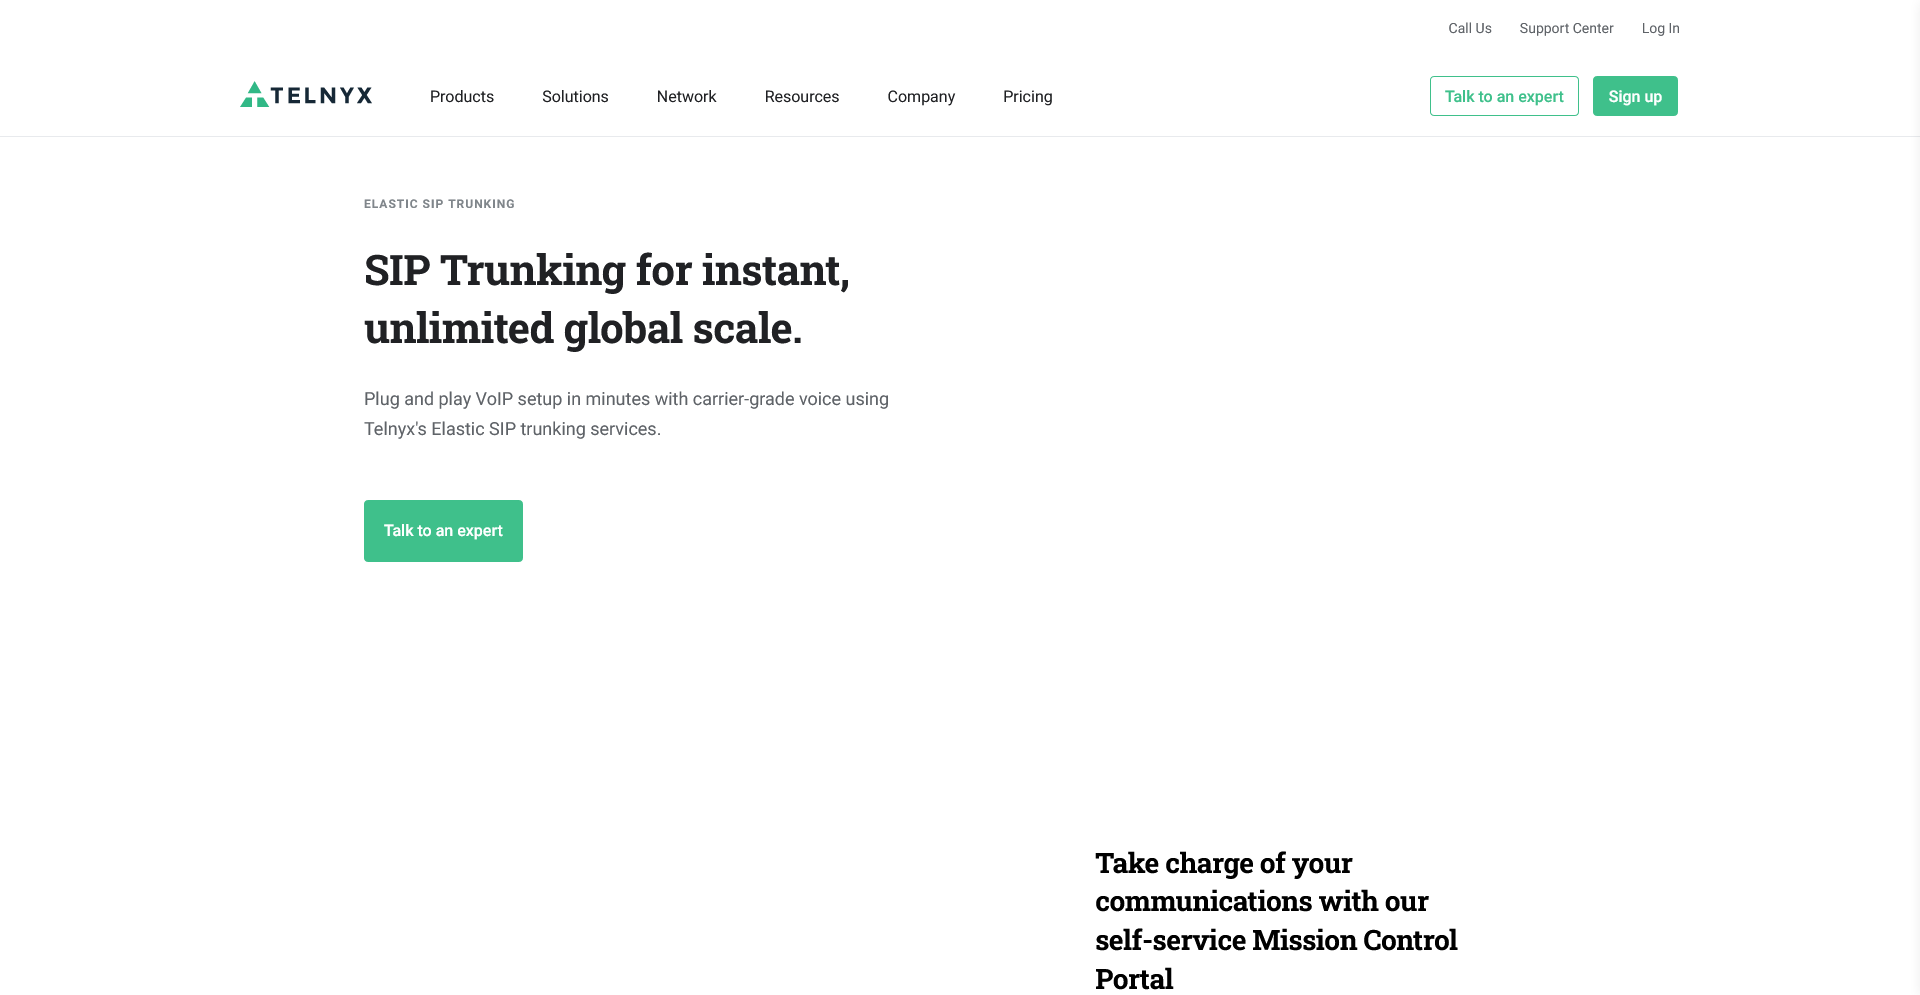 Call Us Support Center Log In
TELNYX Products Solutions Network Resources Company Pricing Talk to an expert Sign up
ELASTIC SIP TRUNKING
SIP Trunking for instant,
unlimited global scale.
Plug and play VoIP setup in minutes with carrier-grade voice using
Telnyx's Elastic SIP trunking services.
Talk to an expert
Take charge of your
communications with our
self-service Mission Control
Portal